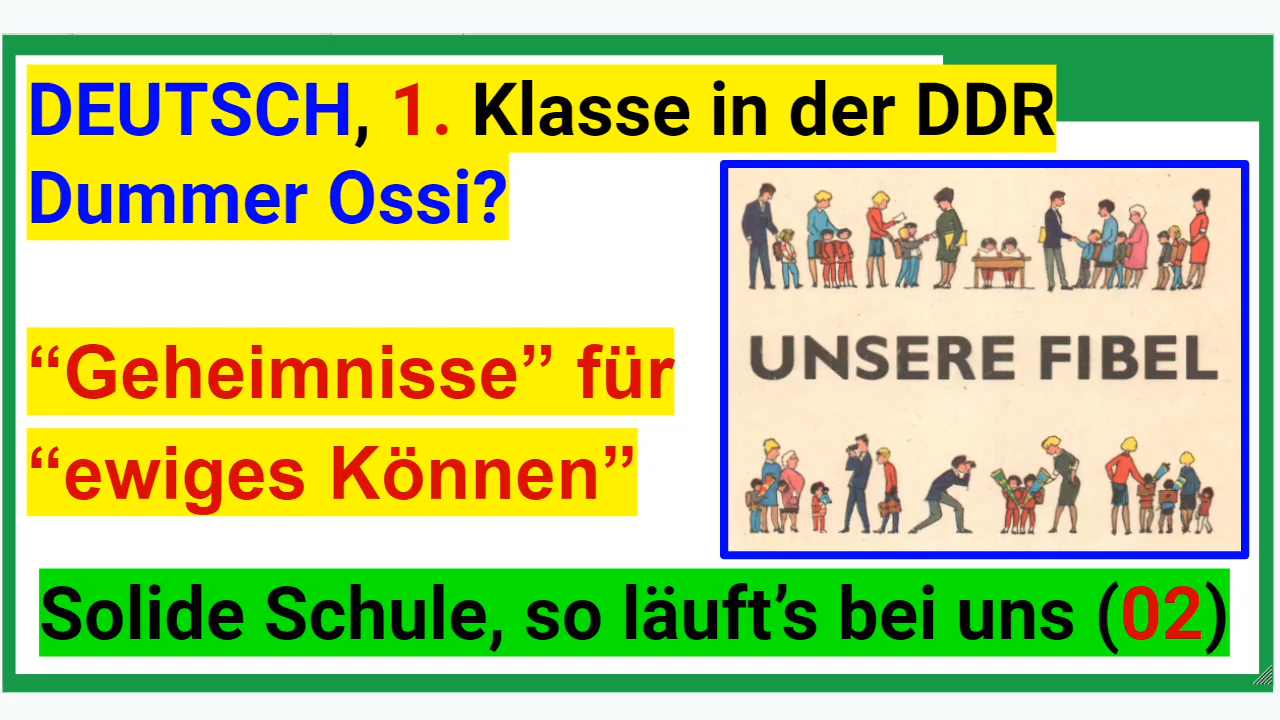 DEUTSCH, 1. Klasse in der DDR
Dummer Ossi?
UNSERE FIBEL
“Geheimnisse” für
“ewiges Können”
Solide Schule, so läuft’s bei uns (02)